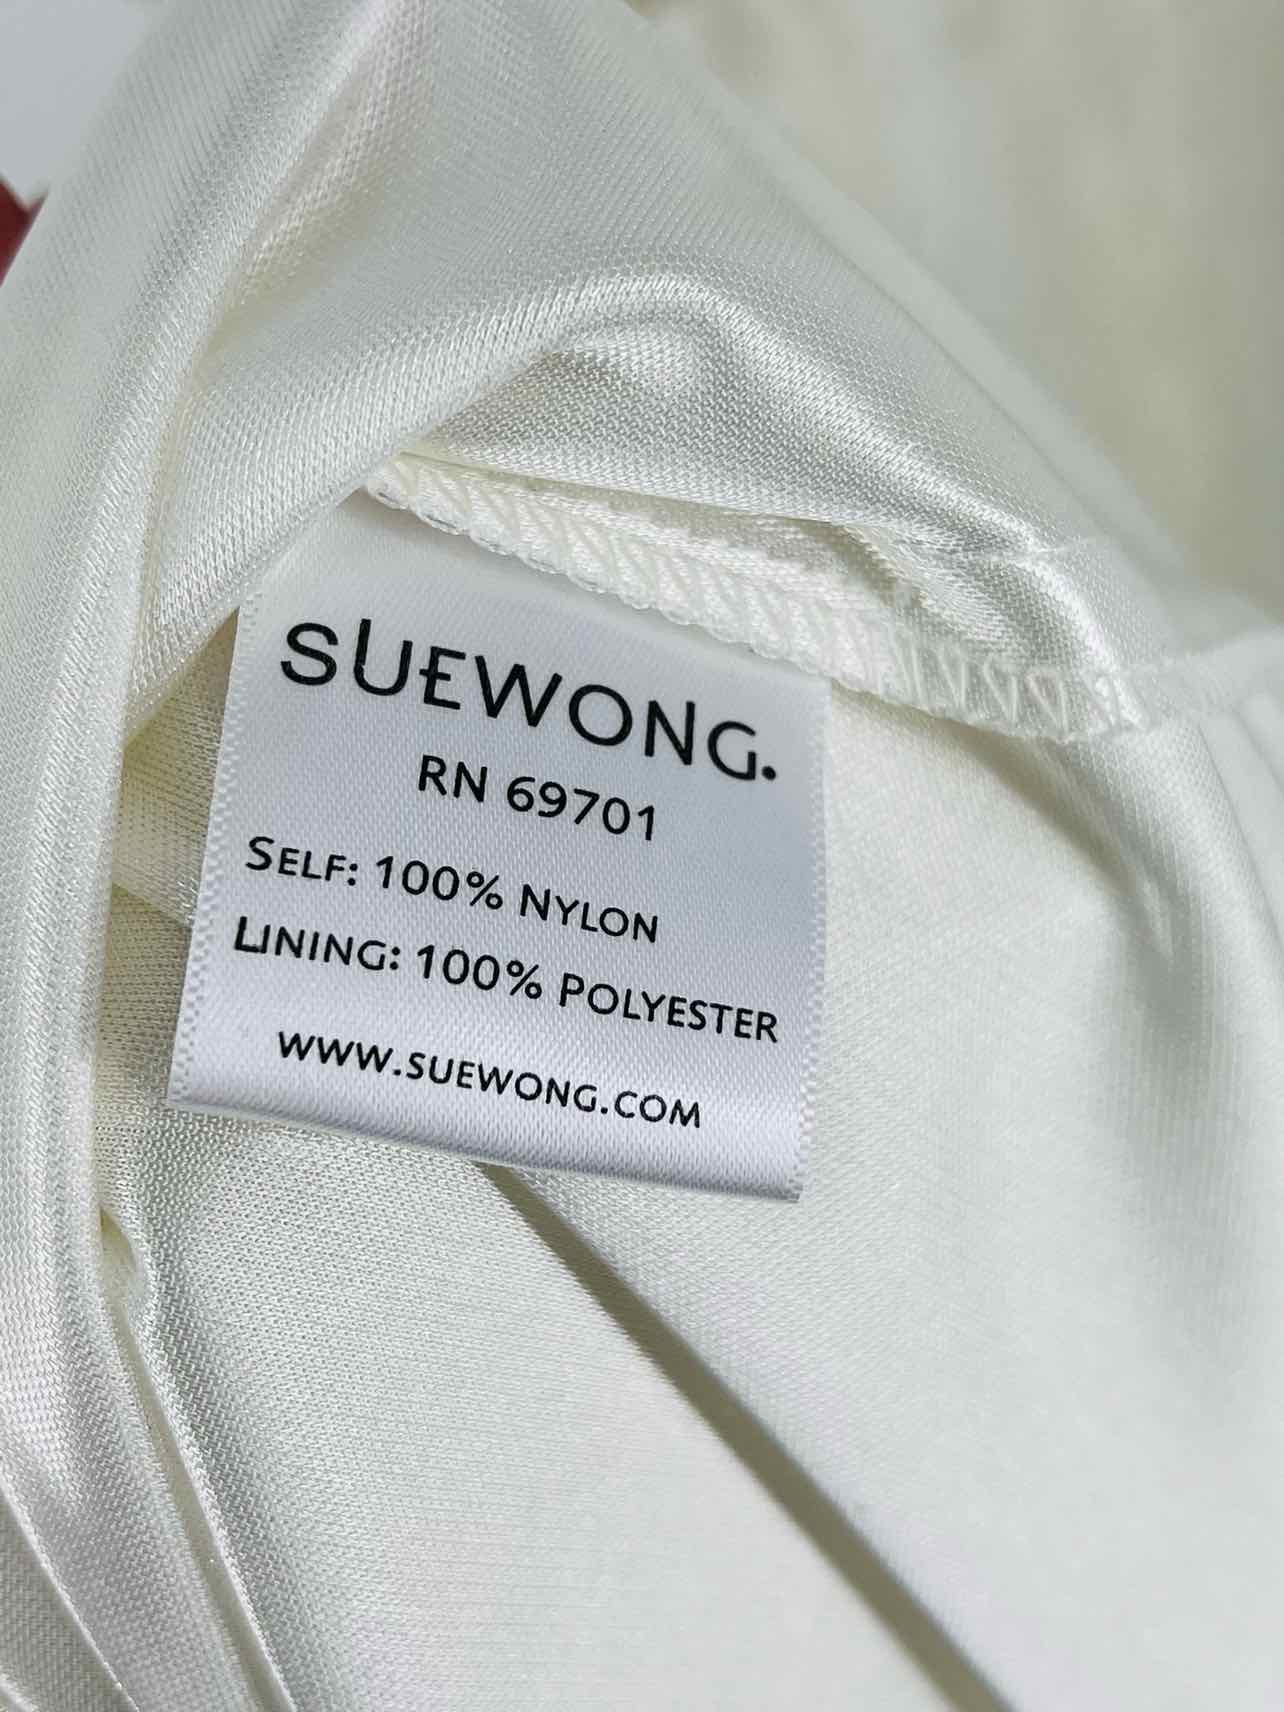 SUEWONG.
RN 69701
SELF: 100% NYLON
LINING: 100% POLYESTER
WWW.SUEWONG.COM